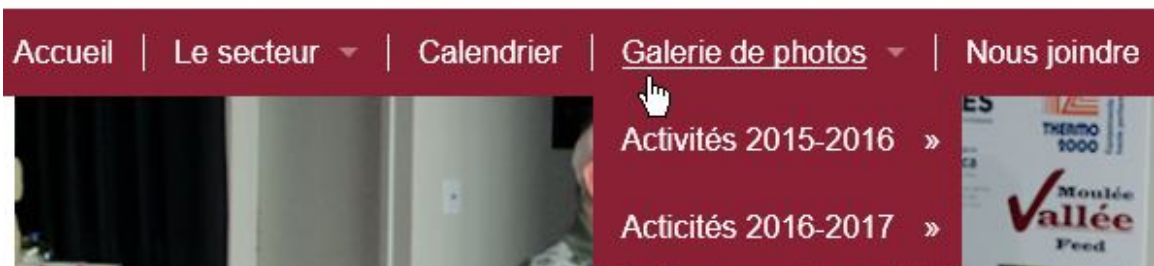 Accueil | Le secteur | Calendrier | Galerie de photos | Nous joindre
Activités 2015-2016 »
Acticités 2016-2017 »
ES
THERMO
2000
Moulée
Vallée
Feed